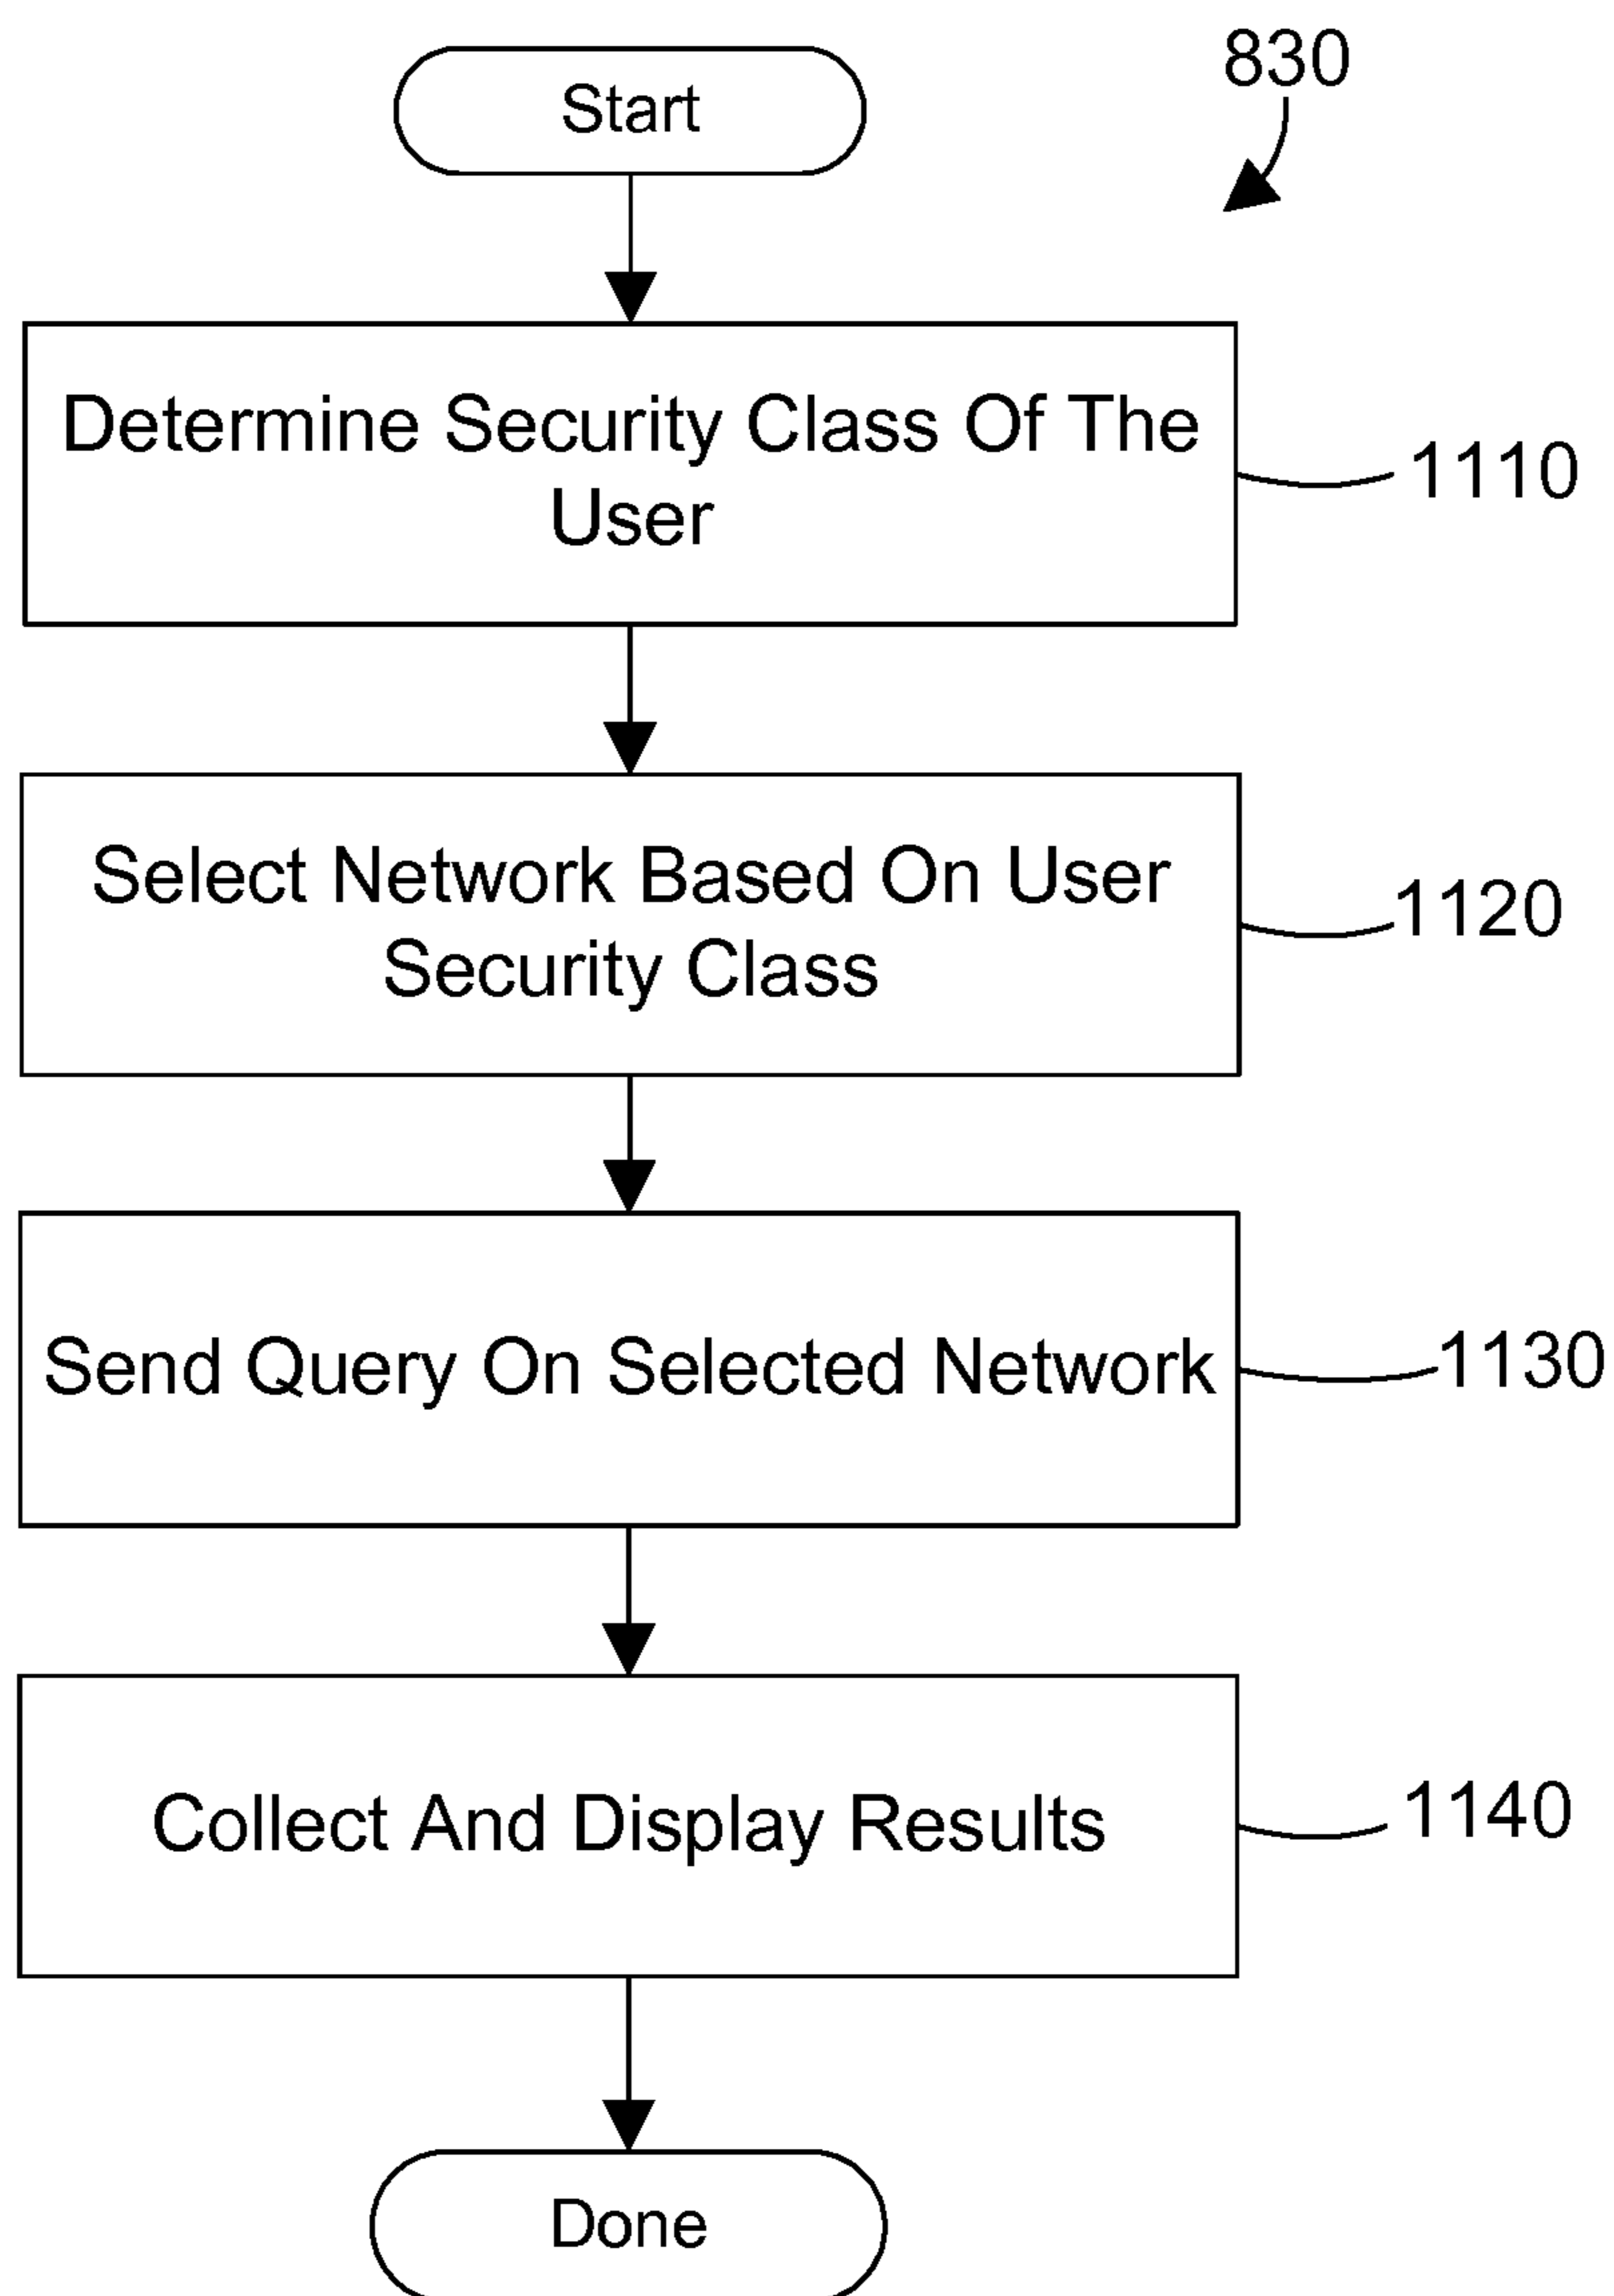 830
Start
Determine Security Class Of The
User
1110
Select Network Based On User
Security Class
1120
Send Query On Selected Network
1130
Collect And Display Results
1140
Done